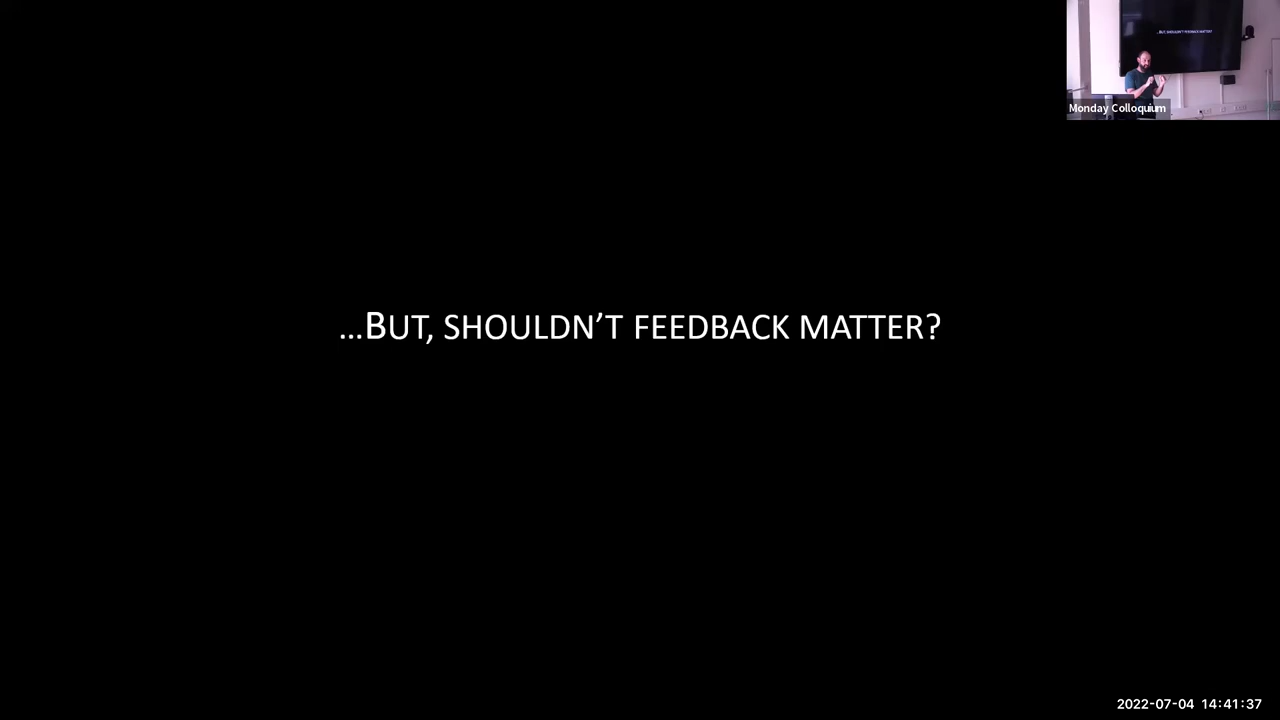 Monday Colloquium
...BUT, SHOULDN’T FEEDBACK MATTER?
2022-07-04 14:41:37